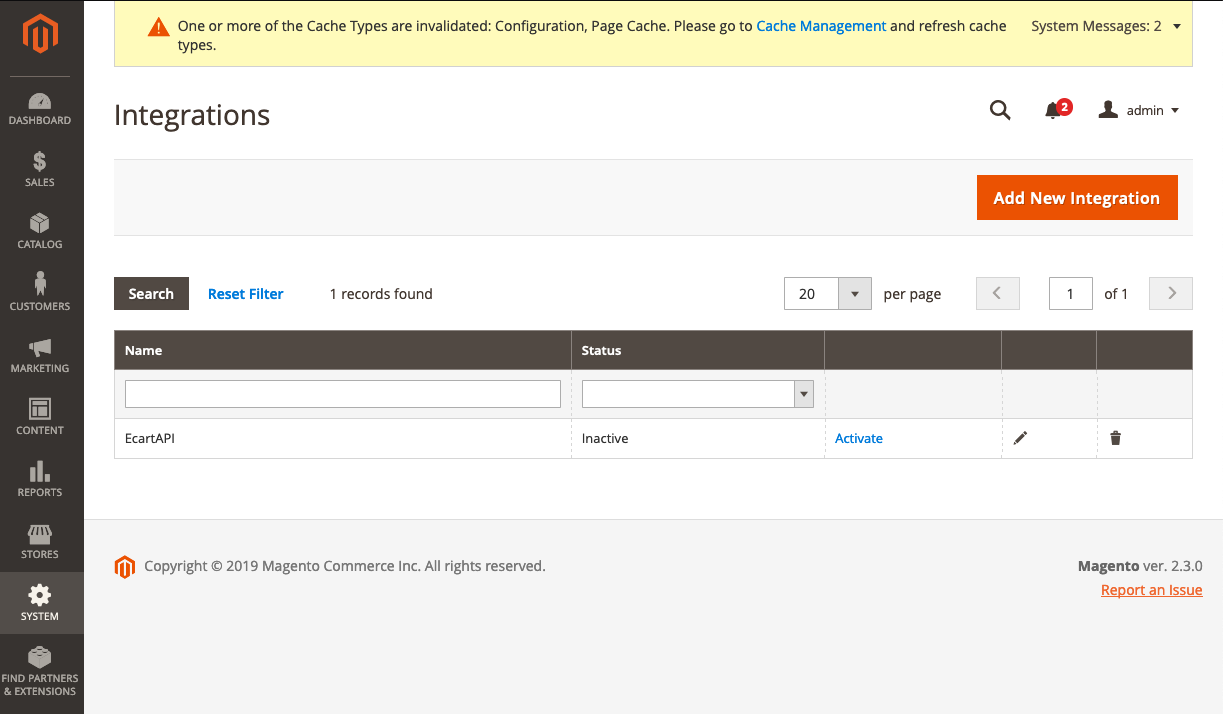 One or more of the Cache Types are invalidated: Configuration, Page Cache. Please go to Cache Management and refresh cache
types.
System Messages: 2
Integrations
2
admin
DASHBOARD
SALES
CATALOG
CUSTOMERS
MARKETING
CONTENT
REPORTS
STORES
SYSTEM
FIND PARTNERS
& EXTENSIONS
Add New Integration
Search Reset Filter 1 records found 20 per page 1 of 1
Name Status
EcartAPI Inactive Activate
Copyright © 2019 Magento Commerce Inc. All rights reserved.
Magento ver. 2.3.0
Report an Issue